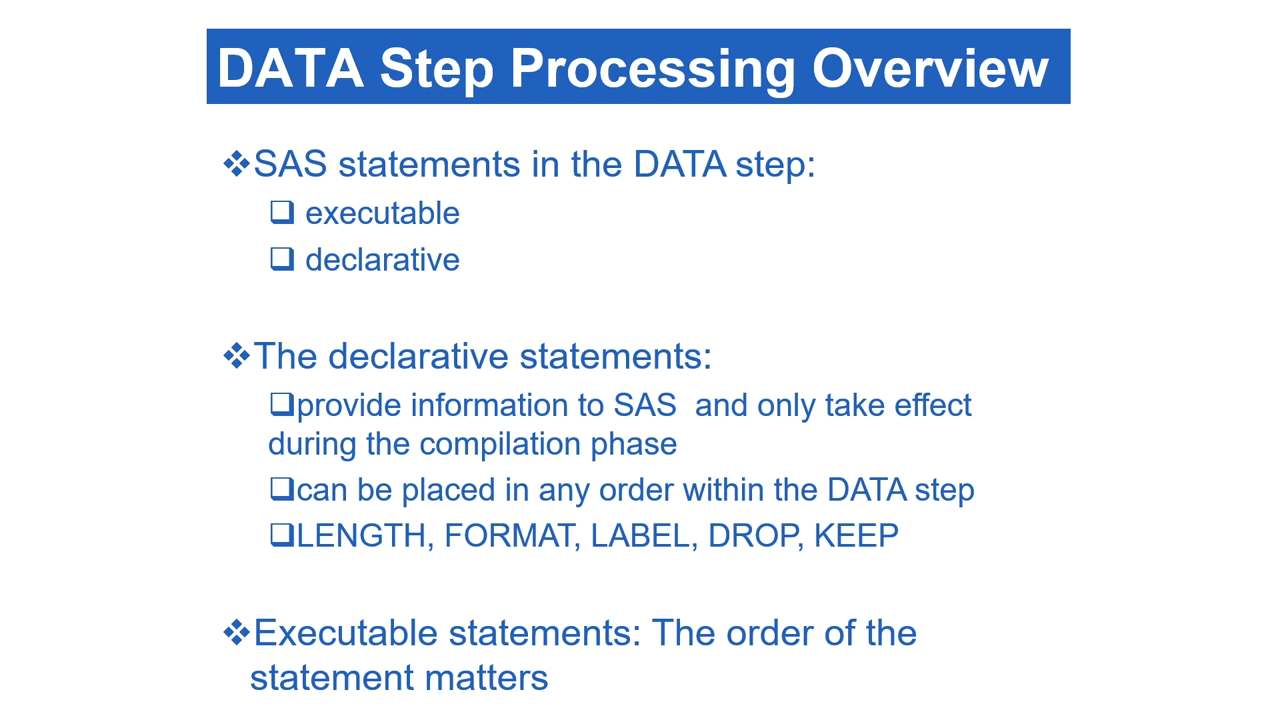 DATA Step Processing Overview
❖SAS statements in the DATA step:
❑ executable
❑ declarative
❖The declarative statements:
❑provide information to SAS  and only take effect
during the compilation phase
❑can be placed in any order within the DATA step
❑LENGTH, FORMAT, LABEL, DROP, KEEP
❖Executable statements: The order of the
statement matters